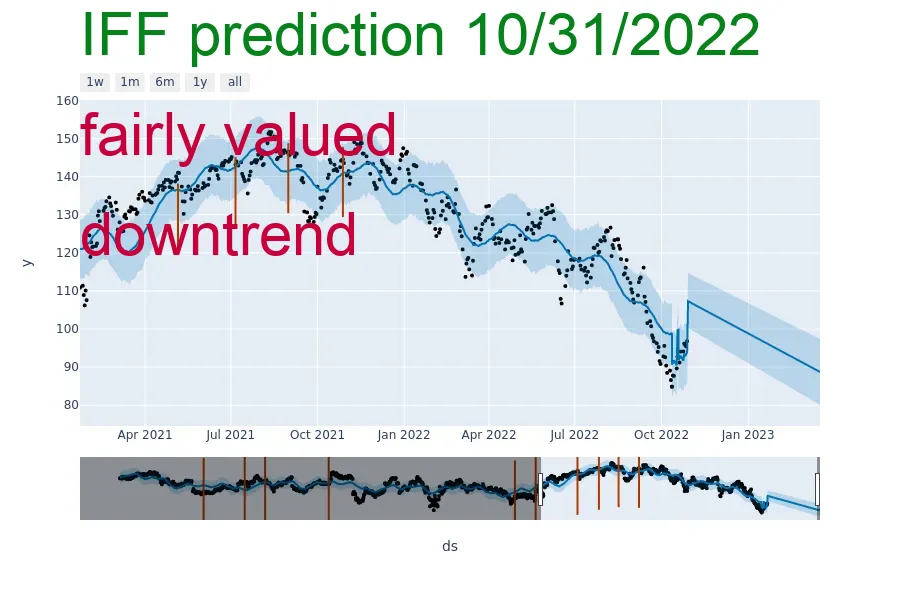 IFF prediction 10/31/2022
1w 1m 6m 1y all
fairly valued
downtrend
160
150
140
130
120
110
100
90
80
y
Apr 2021 Jul 2021 Oct 2021 Jan 2022 Apr 2022 Jul 2022 Oct 2022 Jan 2023
ds